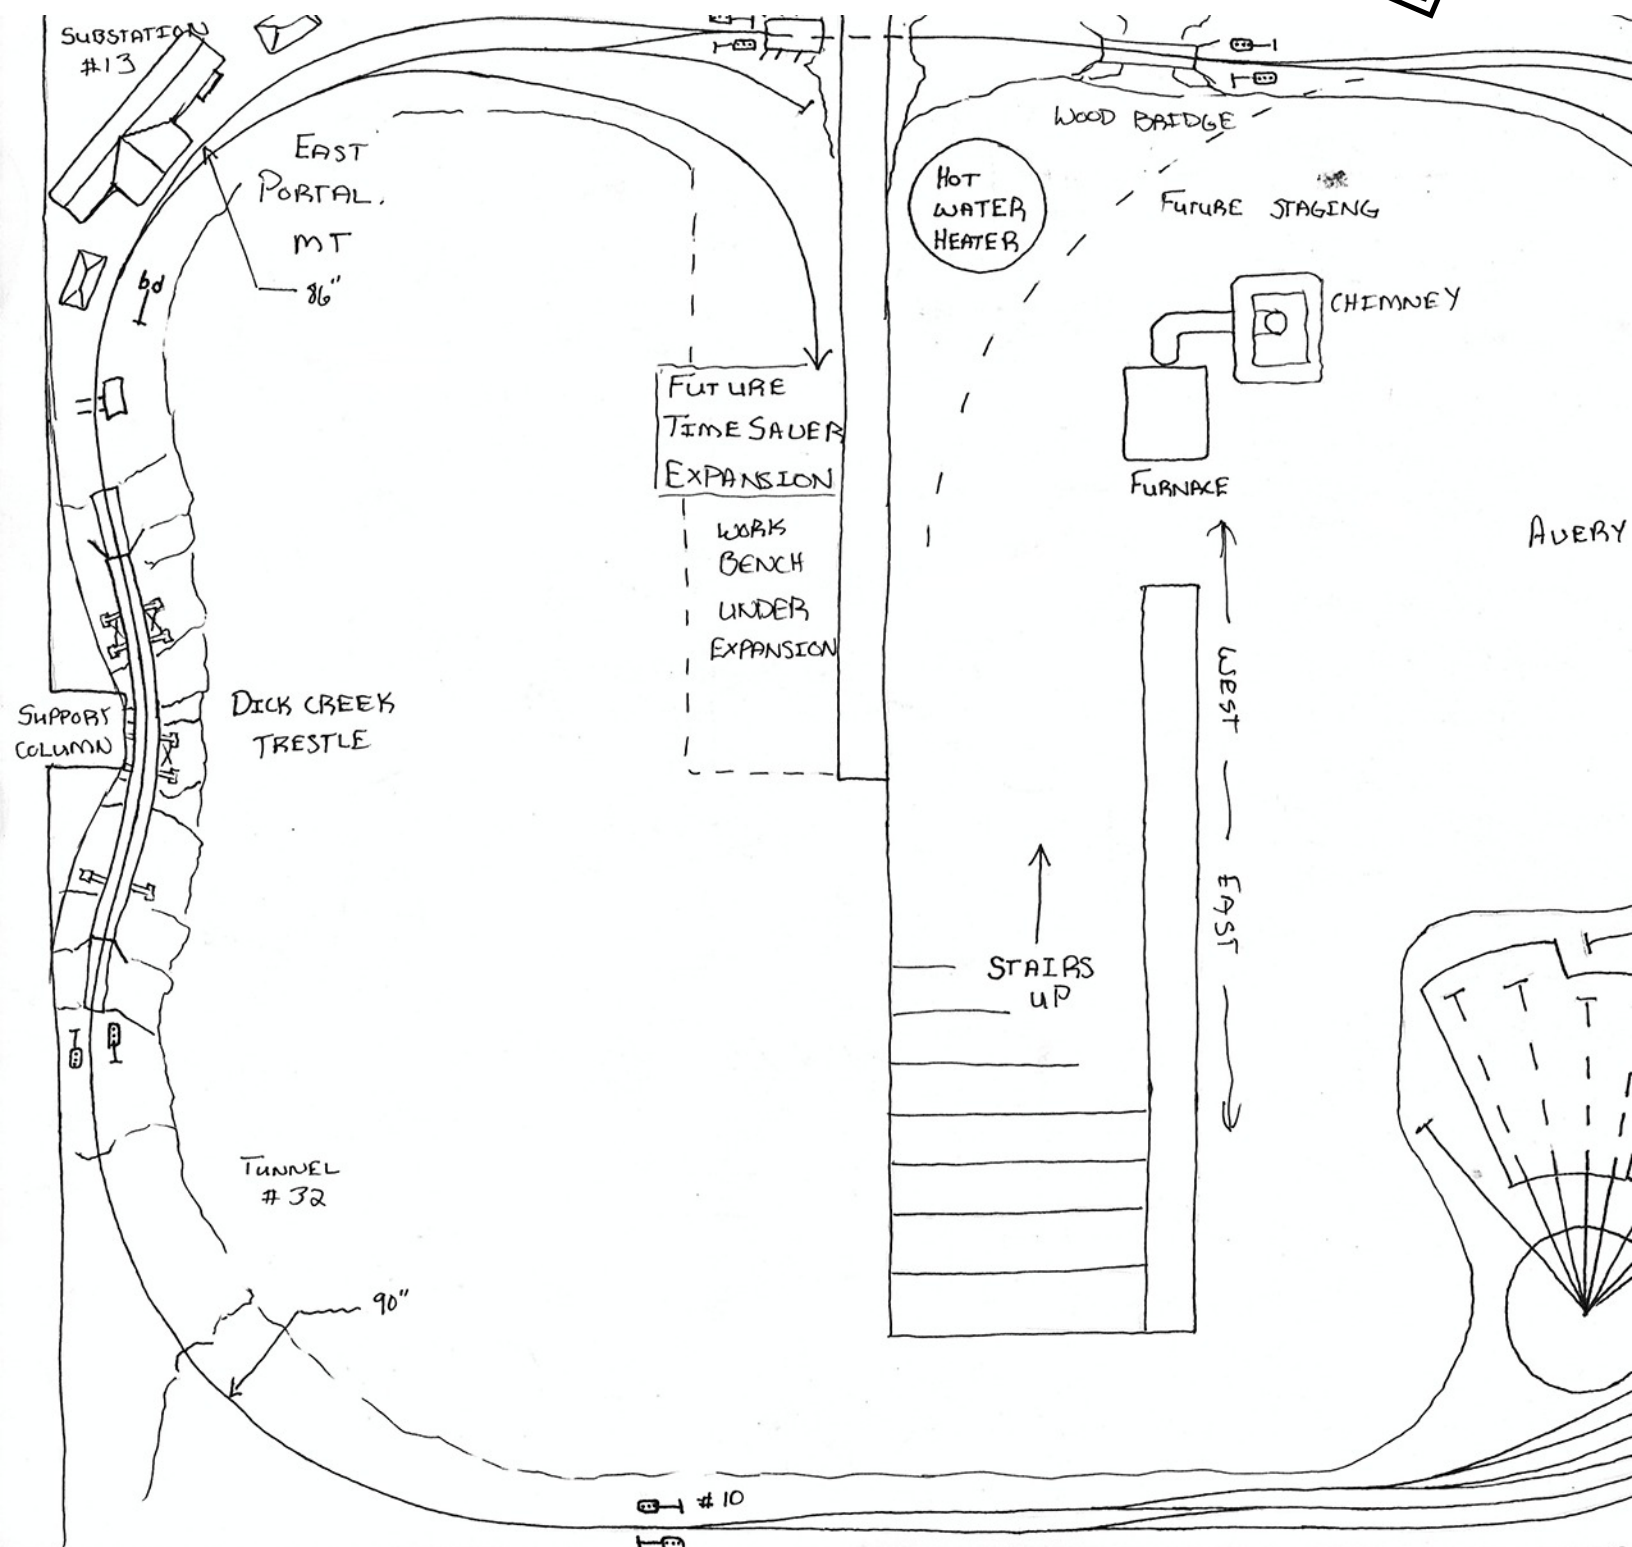 SUBSTATION
#13
EAST
PORTAL.
MT
86"
bd
WOOD BRIDGE
HOT
WATER
HEATER
FUTURE STAGING
CHIMNEY
FURNACE
FUTURE
TIMESAVER
EXPANSION
WORK
BENCH
UNDER
EXPANSION
AVERY
WEST
EAST
SUPPORT
COLUMN
DICK CREEK
TRESTLE
STAIRS
UP
TUNNEL
#32
90"
#10